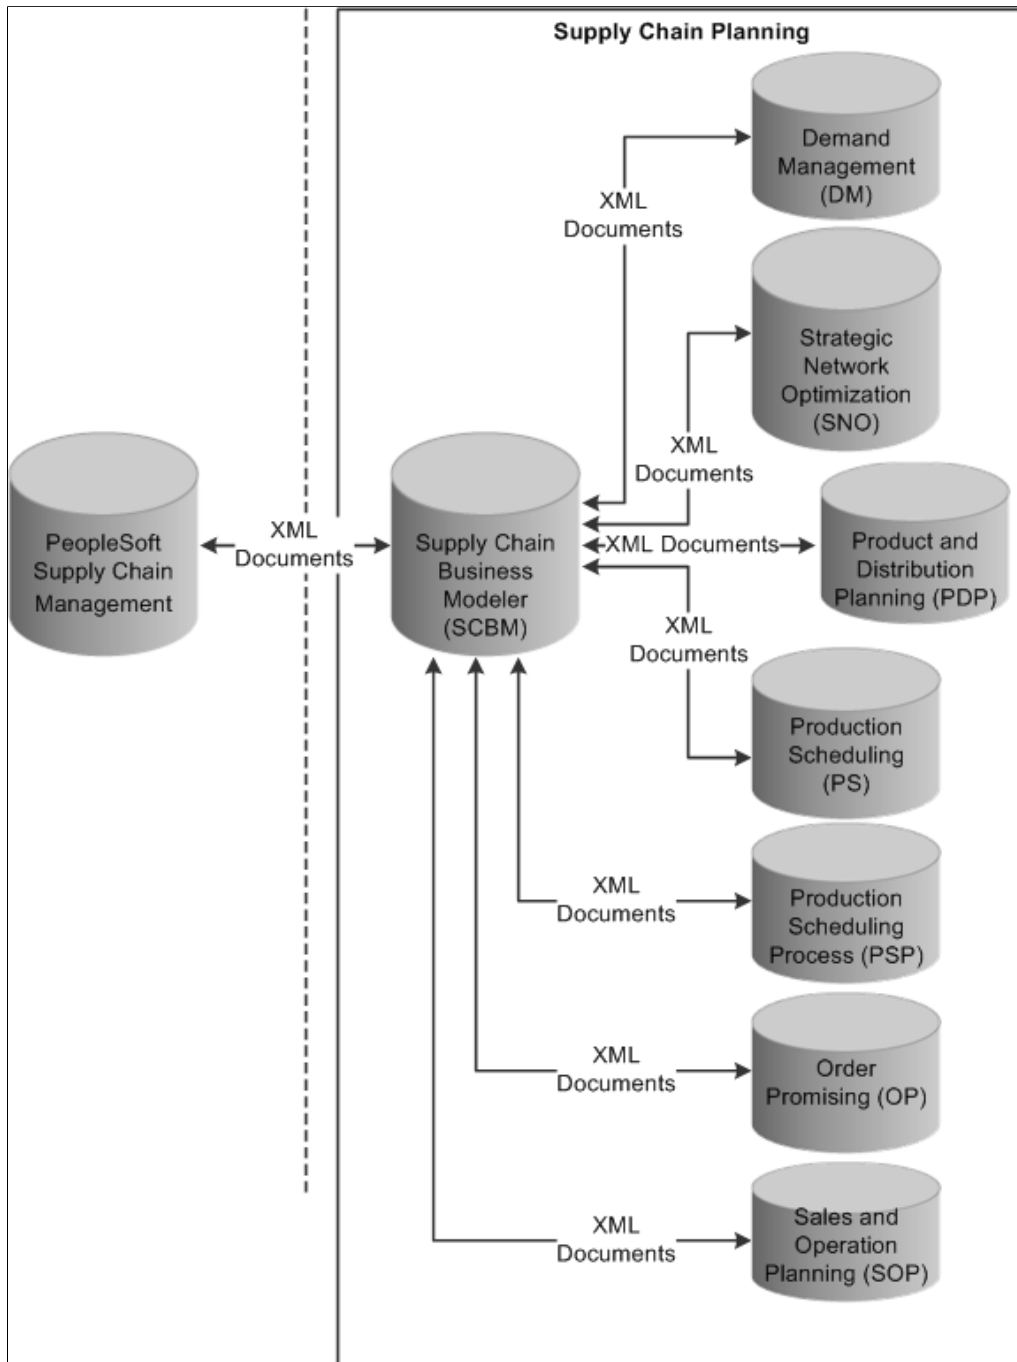 Supply Chain Planning
Demand
Management
(DM)
XML
Documents
Strategic
Network
Optimization
(SNO)
XML
Documents
PeopleSoft
Supply Chain
Management
XML
Documents
Supply Chain
Business
Modeler
(SCBM)
XML Documents
Product and
Distribution
Planning (PDP)
XML
Documents
Production
Scheduling
(PS)
XML
Documents
Production
Scheduling
Process (PSP)
XML
Documents
Order
Promising (OP)
XML
Documents
Sales and
Operation
Planning (SOP)